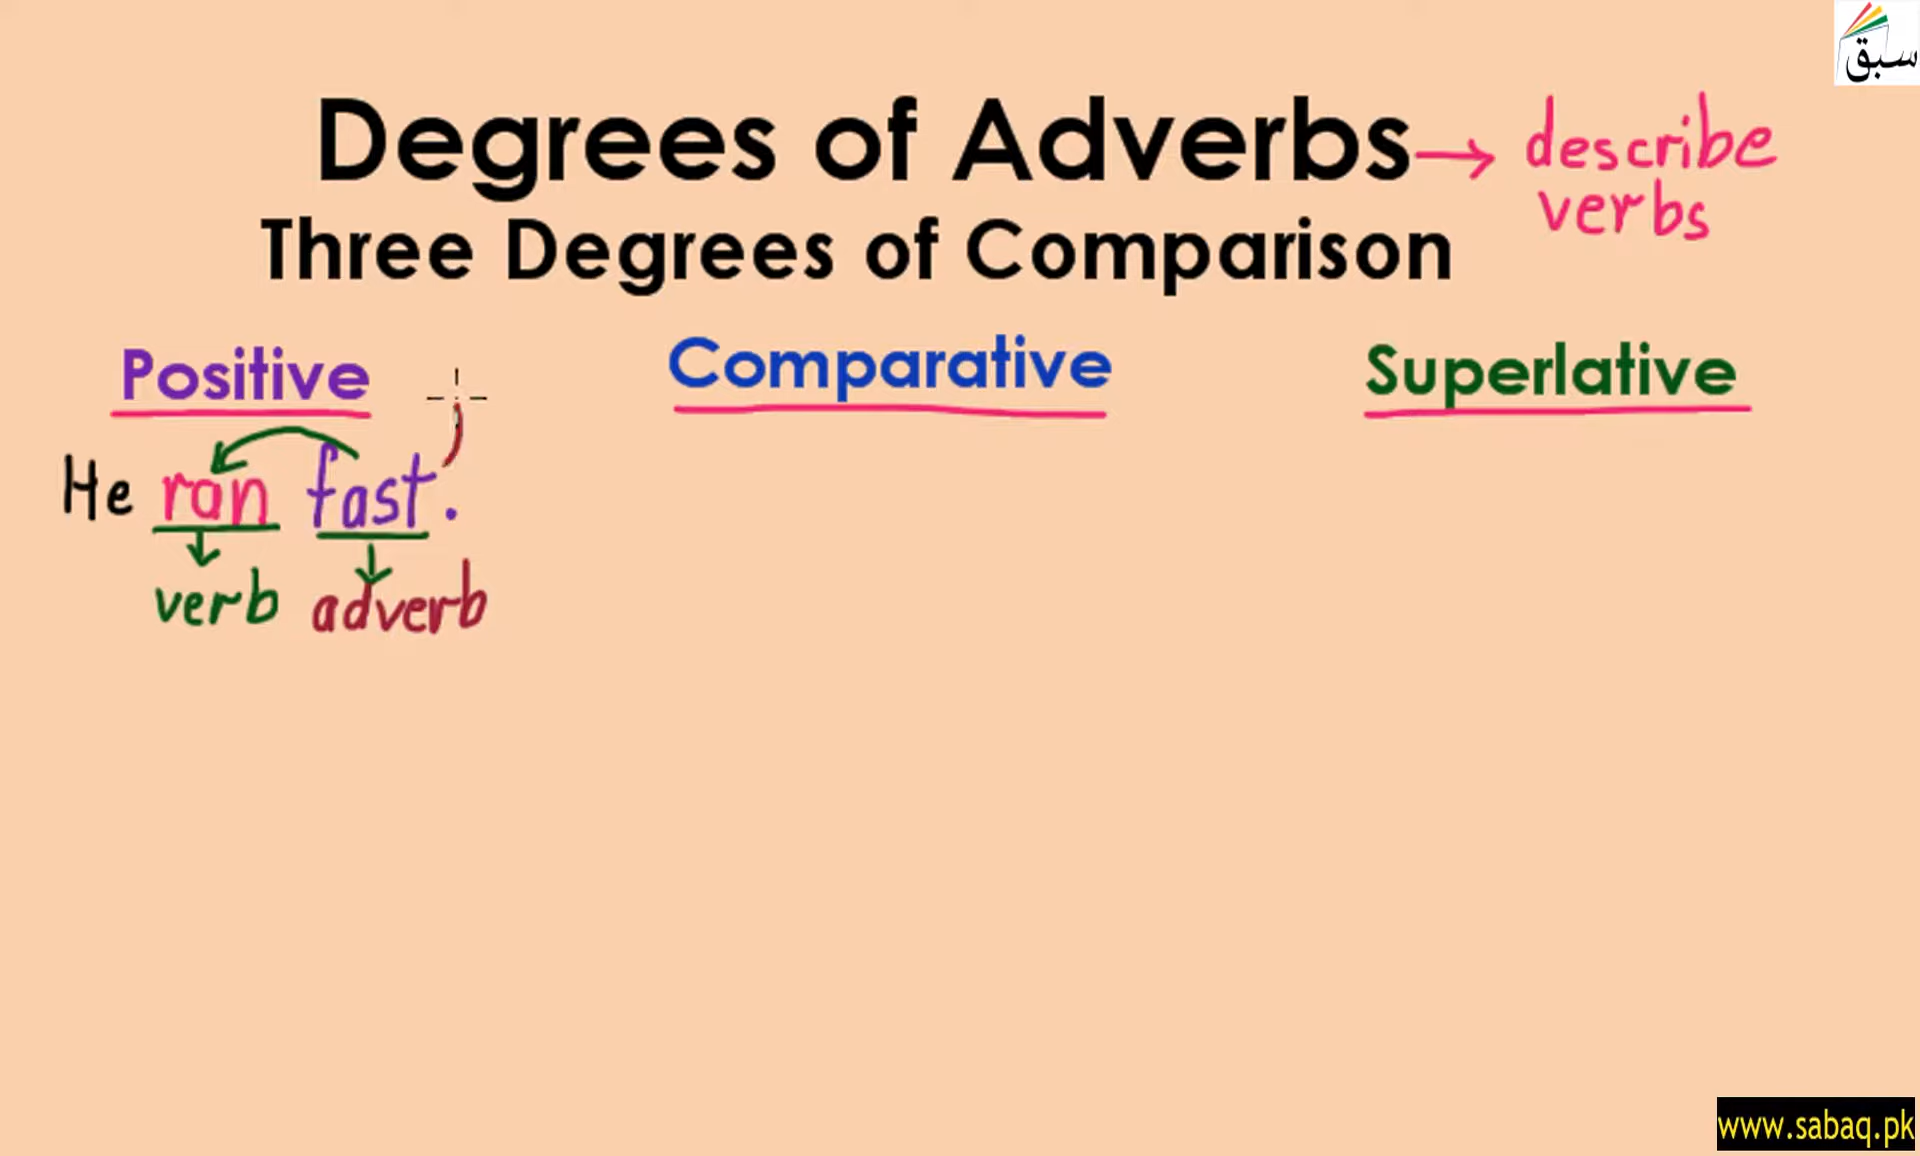 سبق
Degrees of Adverbs → describe
verbs
Three Degrees of Comparison
Positive Comparative Superlative
He ran fast.
verb adverb
www.sabaq.pk